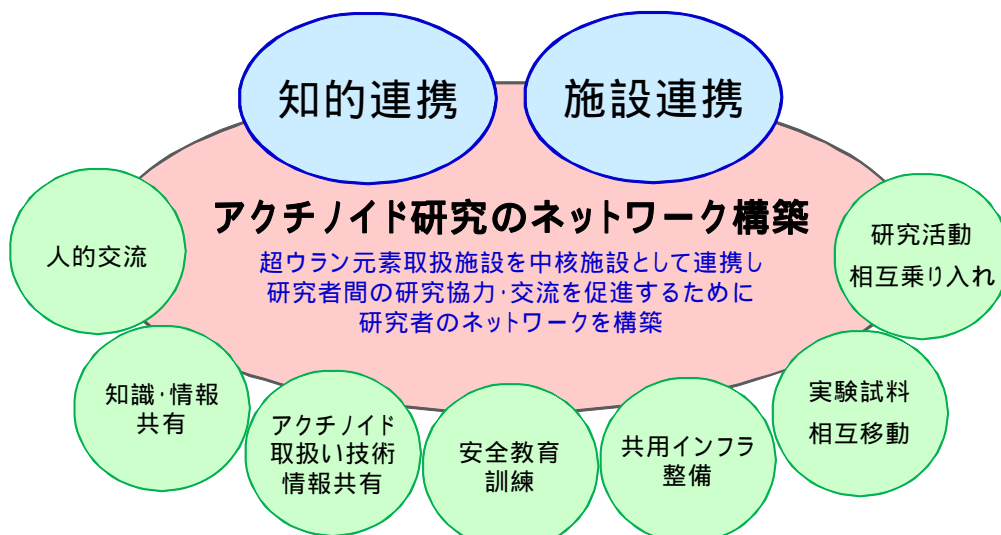 知的連携
施設連携
アクチノイド研究のネットワーク構築
超ウラン元素取扱施設を中核施設として連携し
研究者間の研究協力・交流を促進するために
研究者のネットワークを構築
人的交流
知識・情報
共有
アクチノイド
取扱い技術
情報共有
安全教育
訓練
共用インフラ
整備
実験試料
相互移動
研究活動
相互乗り入れ